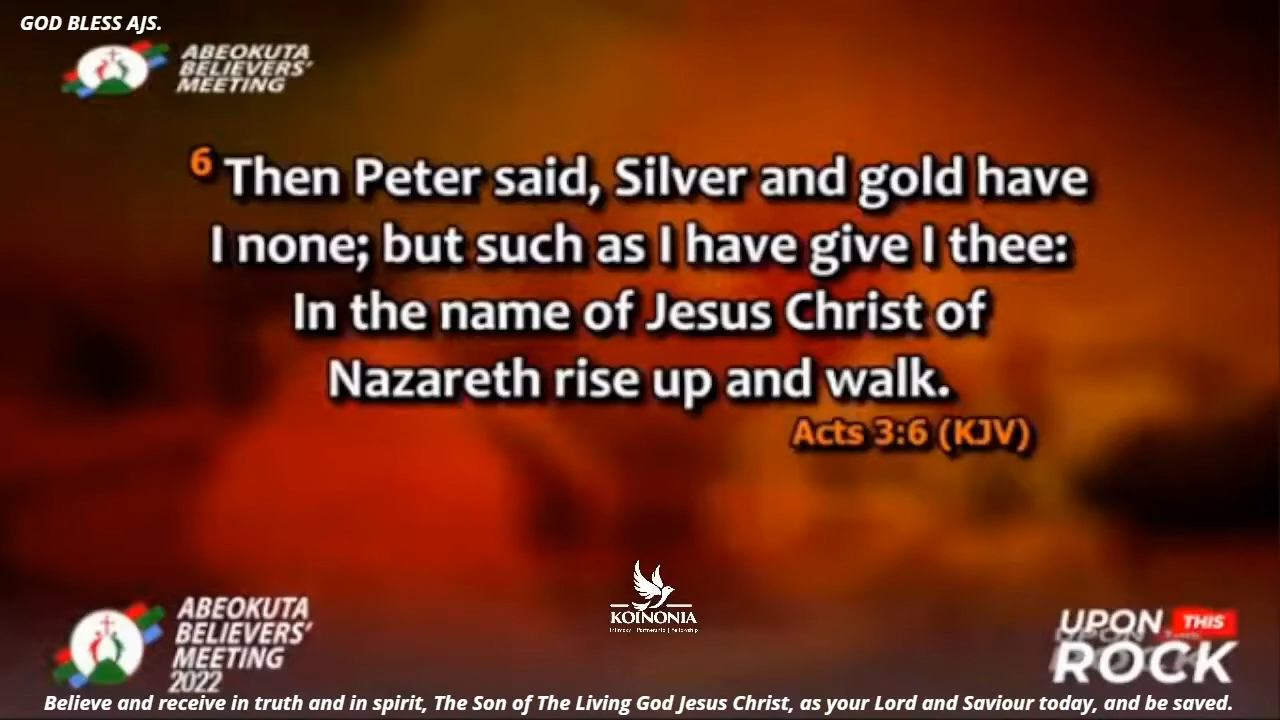 GOD BLESS AJS.
ABEOKUTA
BELIEVERS'
MEETING
6 Then Peter said, Silver and gold have
I none; but such as I have give I thee:
In the name of Jesus Christ of
Nazareth rise up and walk.
Acts 3:6 (KJV)
KOINONIA
Intimacy | Partnership | Fellowship
ABEOKUTA
BELIEVERS'
MEETING
2022
UPON THIS
ROCK
Believe and receive in truth and in spirit, The Son of The Living God Jesus Christ, as your Lord and Saviour today, and be saved.